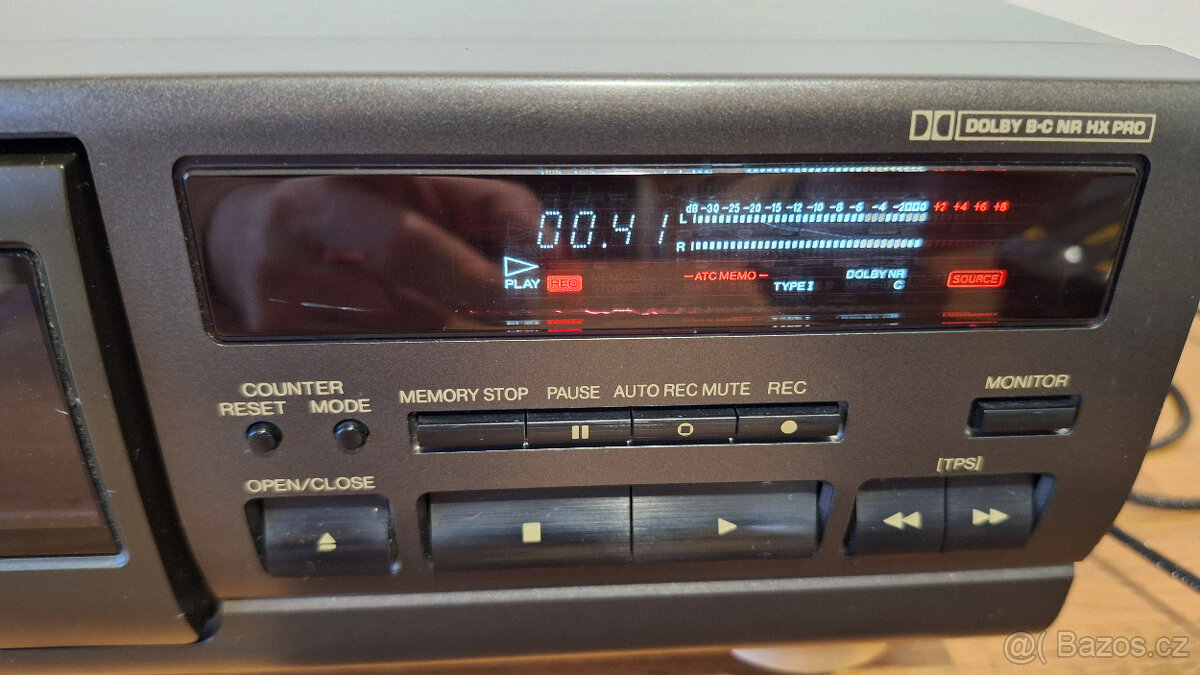 DOLBY B·C NR HX PRO
dB -30 -25 -20 -15 -12 -10 -8 -6 -4 -2 0 +2 +4 +6 +8
L
00.41
R
PLAY REC
ATC MEMO
TYPE I
DOLBY NR
C
SOURCE
COUNTER
RESET MODE
MEMORY STOP PAUSE AUTO REC MUTE REC
MONITOR
OPEN/CLOSE
[TPS]
@( Bazos.cz